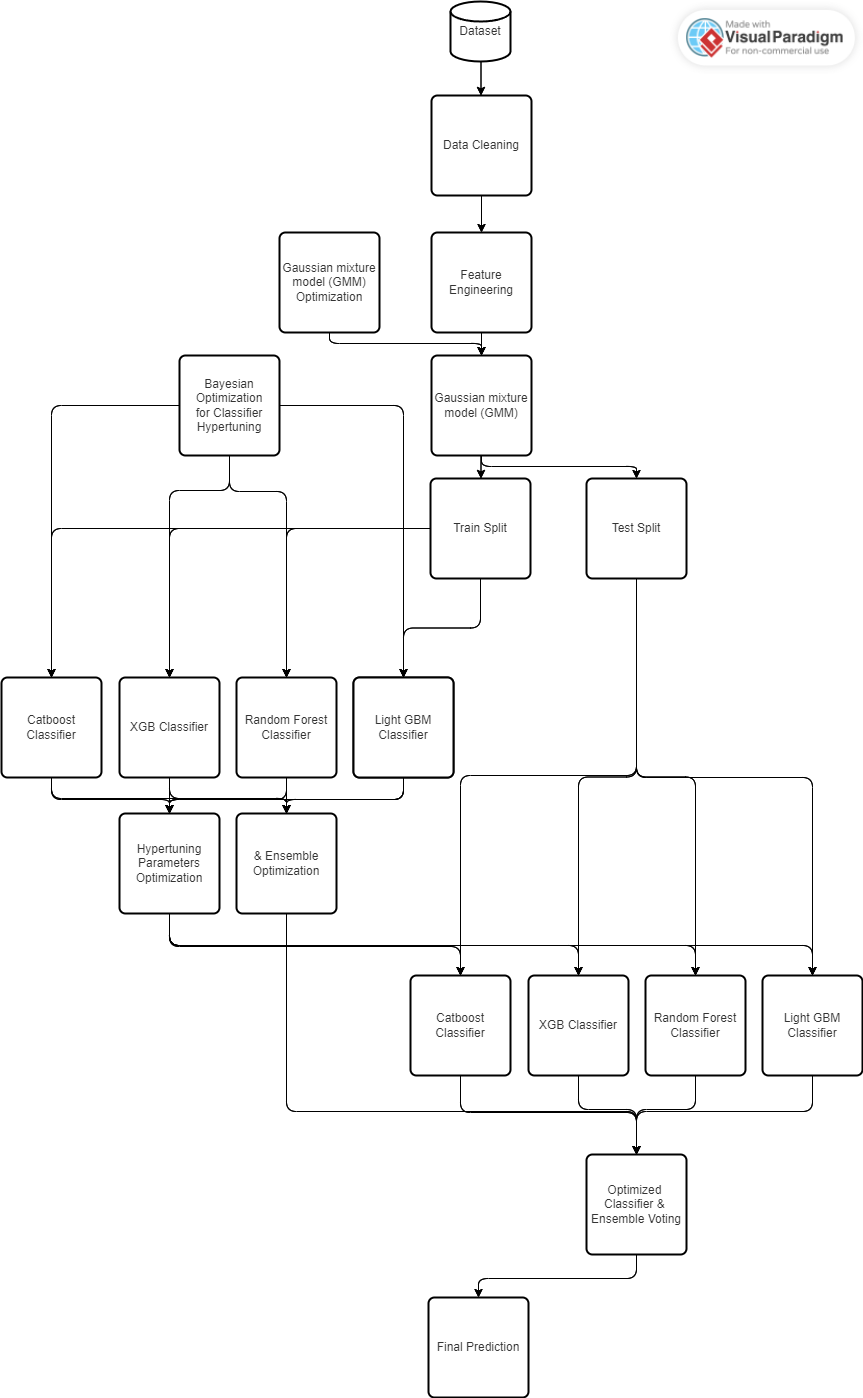 Dataset
Made with
VisualParadigm
For non-commercial use
Data Cleaning
Gaussian mixture
model (GMM)
Optimization
Feature
Engineering
Bayesian
Optimization
for Classifier
Hypertuning
Gaussian mixture
model (GMM)
Train Split
Test Split
Catboost
Classifier
XGB Classifier
Random Forest
Classifier
Light GBM
Classifier
Hypertuning
Parameters
Optimization
& Ensemble
Optimization
Catboost
Classifier
XGB Classifier
Random Forest
Classifier
Light GBM
Classifier
Optimized
Classifier &
Ensemble Voting
Final Prediction